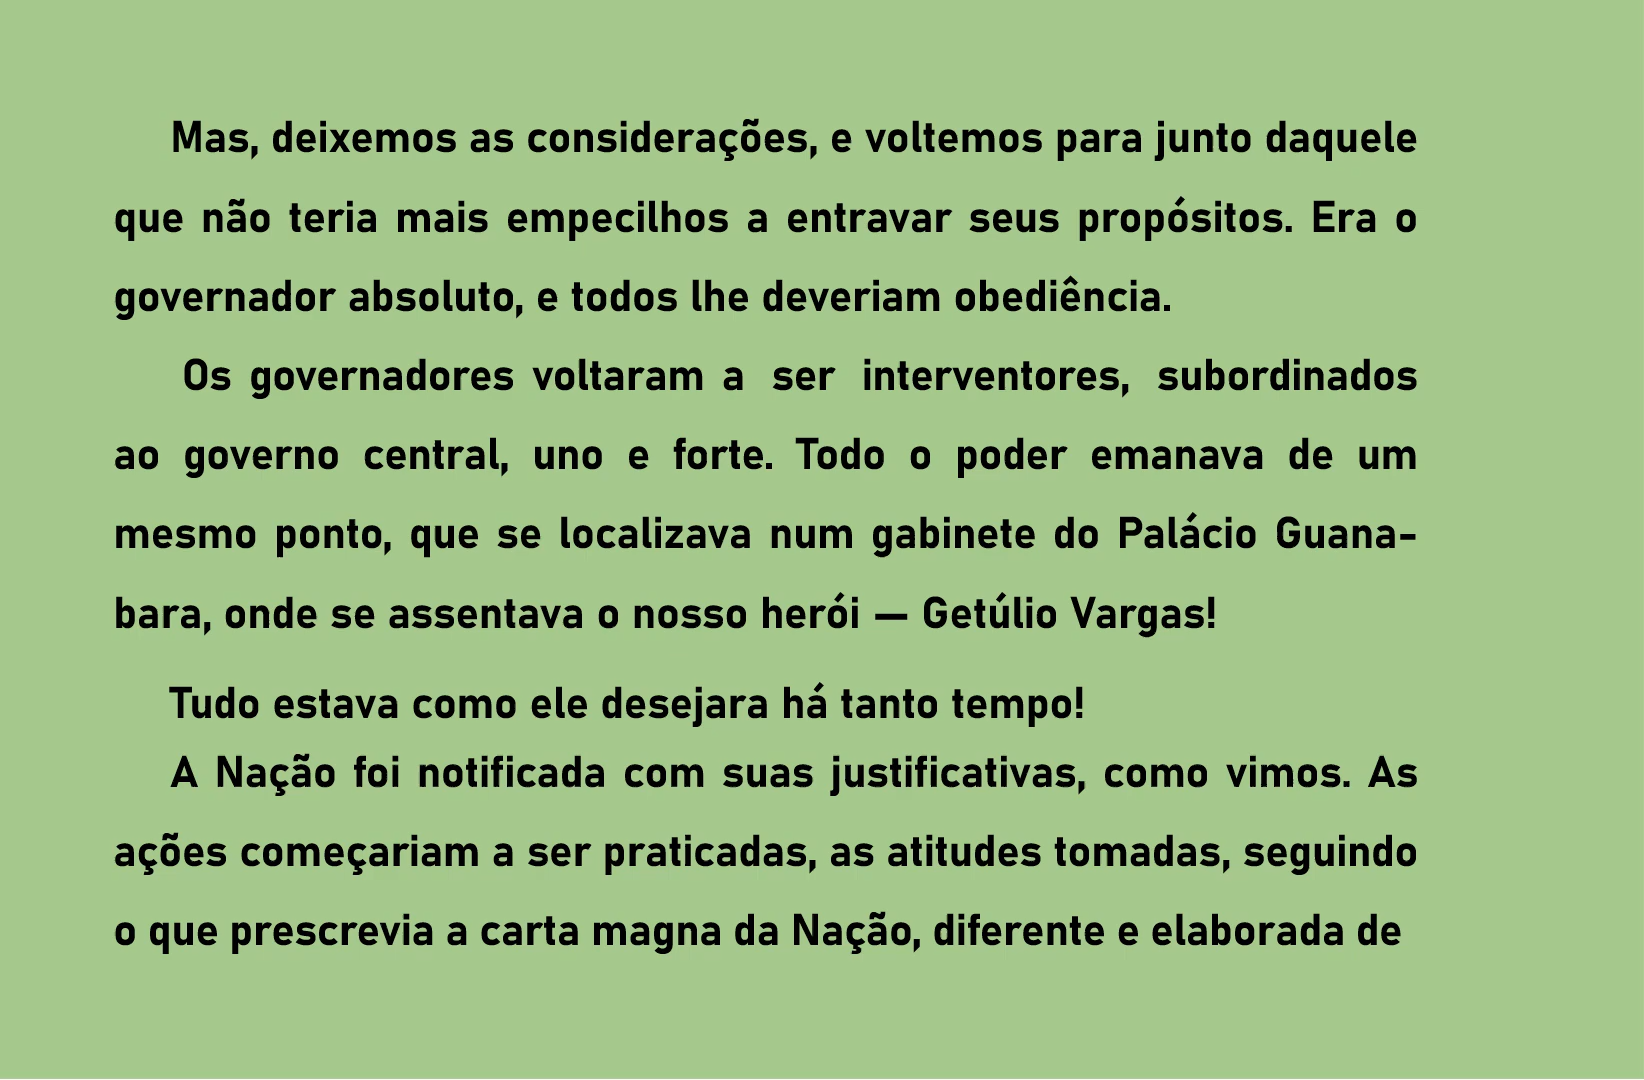 Mas, deixemos as considerações, e voltemos para junto daquele
que não teria mais empecilhos a entravar seus propósitos. Era o
governador absoluto, e todos lhe deveriam obediência.
Os governadores voltaram a ser interventores, subordinados
ao governo central, uno e forte. Todo o poder emanava de um
mesmo ponto, que se localizava num gabinete do Palácio Guana-
bara, onde se assentava o nosso herói — Getúlio Vargas!
Tudo estava como ele desejara há tanto tempo!
A Nação foi notificada com suas justificativas, como vimos. As
ações começariam a ser praticadas, as atitudes tomadas, seguindo
o que prescrevia a carta magna da Nação, diferente e elaborada de